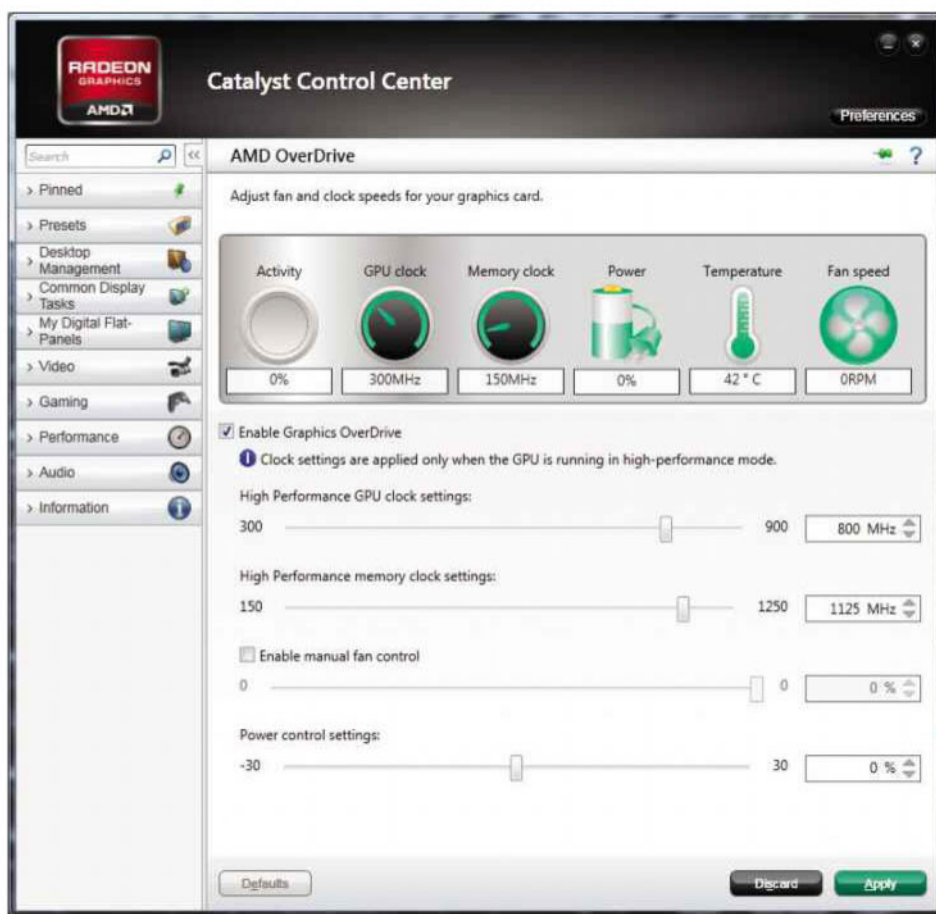 RADEON
GRAPHICS
AMD
Catalyst Control Center
Preferences
Search
<<
AMD OverDrive
?
> Pinned
> Presets
> Desktop
Management
> Common Display
Tasks
> My Digital Flat-
Panels
> Video
> Gaming
> Performance
> Audio
> Information
Adjust fan and clock speeds for your graphics card.
Activity GPU clock Memory clock Power Temperature Fan speed
0% 300MHz 150MHz 0% 42 ° C 0RPM
Enable Graphics OverDrive
Clock settings are applied only when the GPU is running in high-performance mode.
High Performance GPU clock settings:
300 900 800 MHz
High Performance memory clock settings:
150 1250 1125 MHz
Enable manual fan control
0 0 0 %
Power control settings:
-30 30 0 %
Defaults Discard Apply